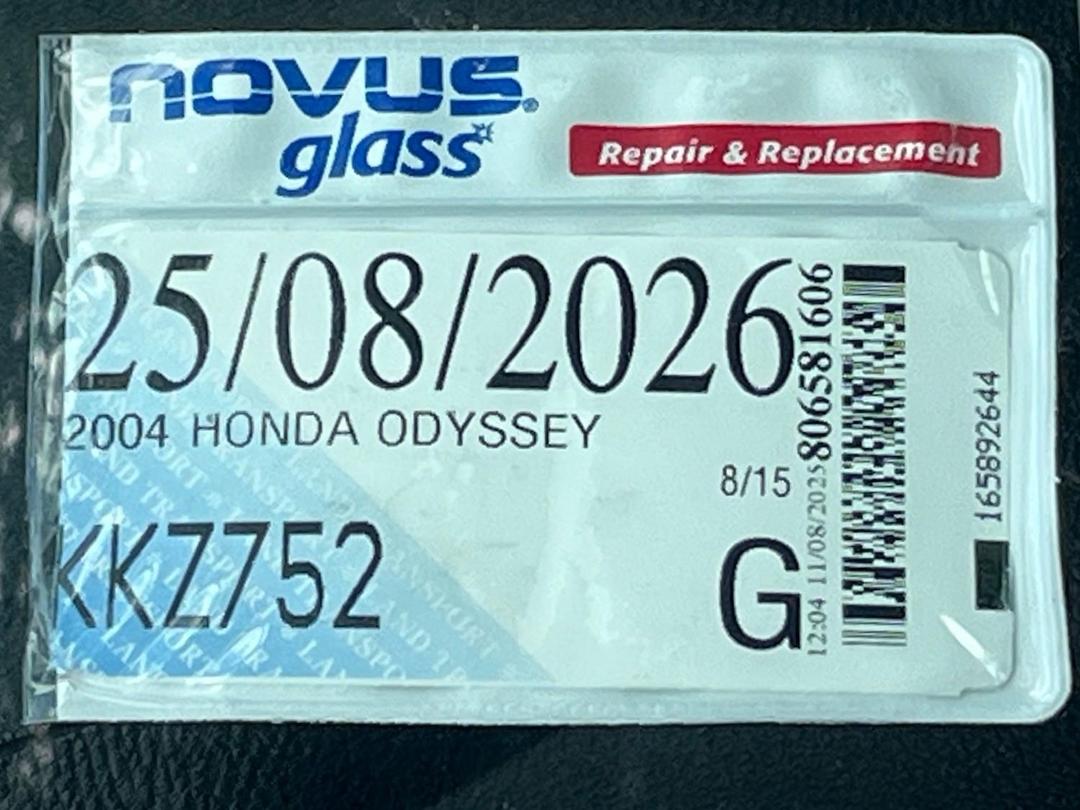 novus®
glass
Repair & Replacement
25/08/2026
2004 HONDA ODYSSEY
8/15
KKZ752
G
12:04 11/08/2025
806581606
165892644